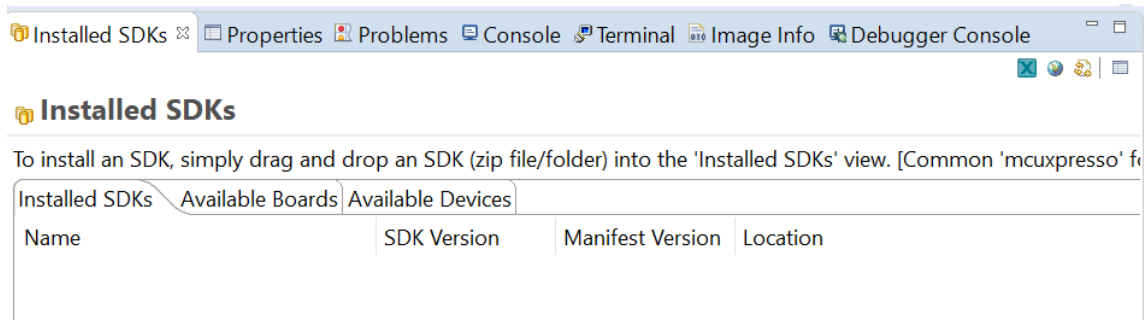 Installed SDKs Properties Problems Console Terminal Image Info Debugger Console
Installed SDKs
To install an SDK, simply drag and drop an SDK (zip file/folder) into the 'Installed SDKs' view. [Common 'mcuxpresso' f
Installed SDKs Available Boards Available Devices
Name SDK Version Manifest Version Location